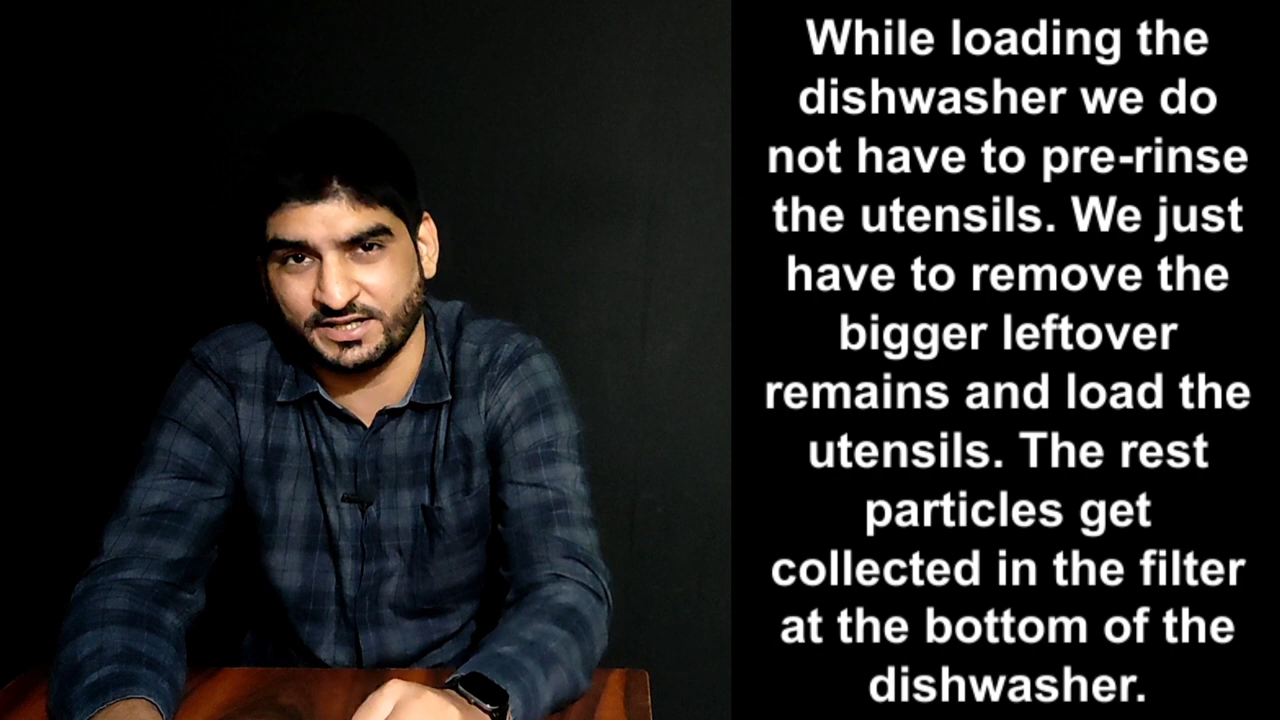 While loading the
dishwasher we do
not have to pre-rinse
the utensils. We just
have to remove the
bigger leftover
remains and load the
utensils. The rest
particles get
collected in the filter
at the bottom of the
dishwasher.